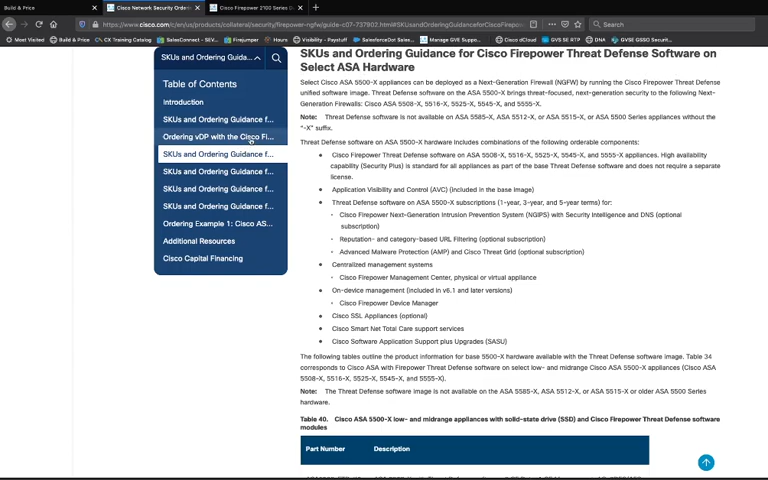 Build & Price
Cisco Network Security Orderi
Cisco Firepower 2100 Series D
https://www.cisco.com/c/en/us/products/collateral/security/firepower-ngfw/guide-c07-737902.html#SKUsandOrderingGuidanceforCiscoFirepo
Search
Most Visited
Build & Price
CX Training Catalog
SalesConnect - SEV...
Firejumper
Hours
Visibility - Paystuff
SalesforceDot Sales...
Manage GVE Suppo...
Cisco dCloud
GVS SE RTP
DNA
GVSE GSSO Securit...
SKUs and Ordering Guida...
Table of Contents
Introduction
SKUs and Ordering Guidance f...
Ordering vDP with the Cisco Fi...
SKUs and Ordering Guidance f...
SKUs and Ordering Guidance f...
SKUs and Ordering Guidance f...
SKUs and Ordering Guidance f...
Ordering Example 1: Cisco AS...
Additional Resources
Cisco Capital Financing
SKUs and Ordering Guidance for Cisco Firepower Threat Defense Software on
Select ASA Hardware
Select Cisco ASA 5500-X appliances can be deployed as a Next-Generation Firewall (NGFW) by running the Cisco Firepower Threat Defense
unified software image. Threat Defense software on the ASA 5500-X brings threat-focused, next-generation security to the following Next-
Generation Firewalls: Cisco ASA 5508-X, 5516-X, 5525-X, 5545-X, and 5555-X.
Note: Threat Defense software is not available on ASA 5585-X, ASA 5512-X, or ASA 5515-X, or ASA 5500 Series appliances without the
"-X" suffix.
Threat Defense software on ASA 5500-X hardware includes combinations of the following orderable components:
● Cisco Firepower Threat Defense software on ASA 5508-X, 5516-X, 5525-X, 5545-X, and 5555-X appliances. High availability
capability (Security Plus) is standard for all appliances as part of the base Threat Defense software and does not require a separate
license.
● Application Visibility and Control (AVC) (included in the base image)
● Threat Defense software on ASA 5500-X subscriptions (1-year, 3-year, and 5-year terms) for:
◦ Cisco Firepower Next-Generation Intrusion Prevention System (NGIPS) with Security Intelligence and DNS (optional
subscription)
◦ Reputation- and category-based URL Filtering (optional subscription)
◦ Advanced Malware Protection (AMP) and Cisco Threat Grid (optional subscription)
● Centralized management systems
◦ Cisco Firepower Management Center, physical or virtual appliance
● On-device management (included in v6.1 and later versions)
◦ Cisco Firepower Device Manager
● Cisco SSL Appliances (optional)
● Cisco Smart Net Total Care support services
● Cisco Software Application Support plus Upgrades (SASU)
The following tables outline the product information for base 5500-X hardware available with the Threat Defense software image. Table 34
corresponds to Cisco ASA with Firepower Threat Defense software on select low- and midrange Cisco ASA 5500-X appliances (Cisco ASA
5508-X, 5516-X, 5525-X, 5545-X, and 5555-X).
Note: The Threat Defense software image is not available on the ASA 5585-X, ASA 5512-X, or ASA 5515-X or older ASA 5500 Series
hardware.
Table 40. Cisco ASA 5500-X low- and midrange appliances with solid-state drive (SSD) and Cisco Firepower Threat Defense software
modules
Part Number Description